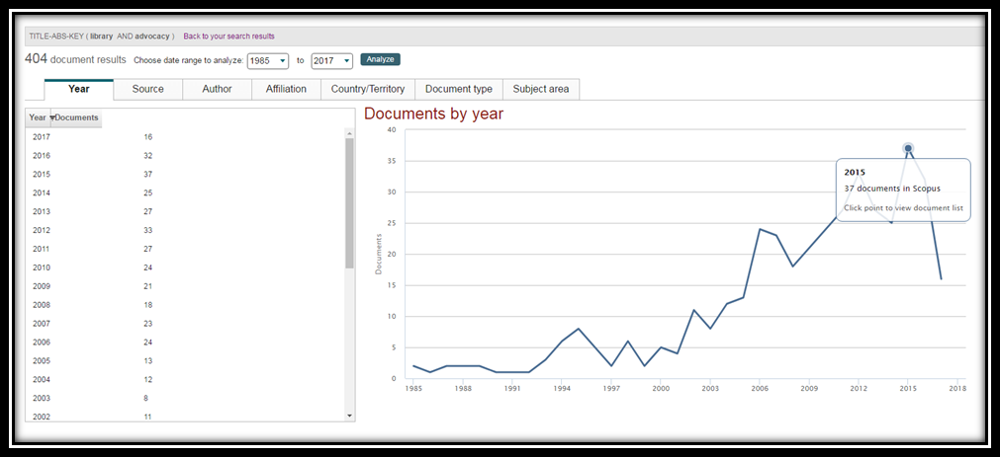 TITLE-ABS-KEY ( library AND advocacy ) Back to your search results
404 document results Choose date range to analyze: 1985 to 2017 Analyze
Year Source Author Affiliation Country/Territory Document type Subject area
Year Documents
2017 16
2016 32
2015 37
2014 25
2013 27
2012 33
2011 27
2010 24
2009 21
2008 18
2007 23
2006 24
2005 13
2004 12
2003 8
2002 11
Documents by year
40
35
30
25
20
15
10
5
0
Documents
2015
37 documents in Scopus
Click point to view document list
1985 1988 1991 1994 1997 2000 2003 2006 2009 2012 2015 2018